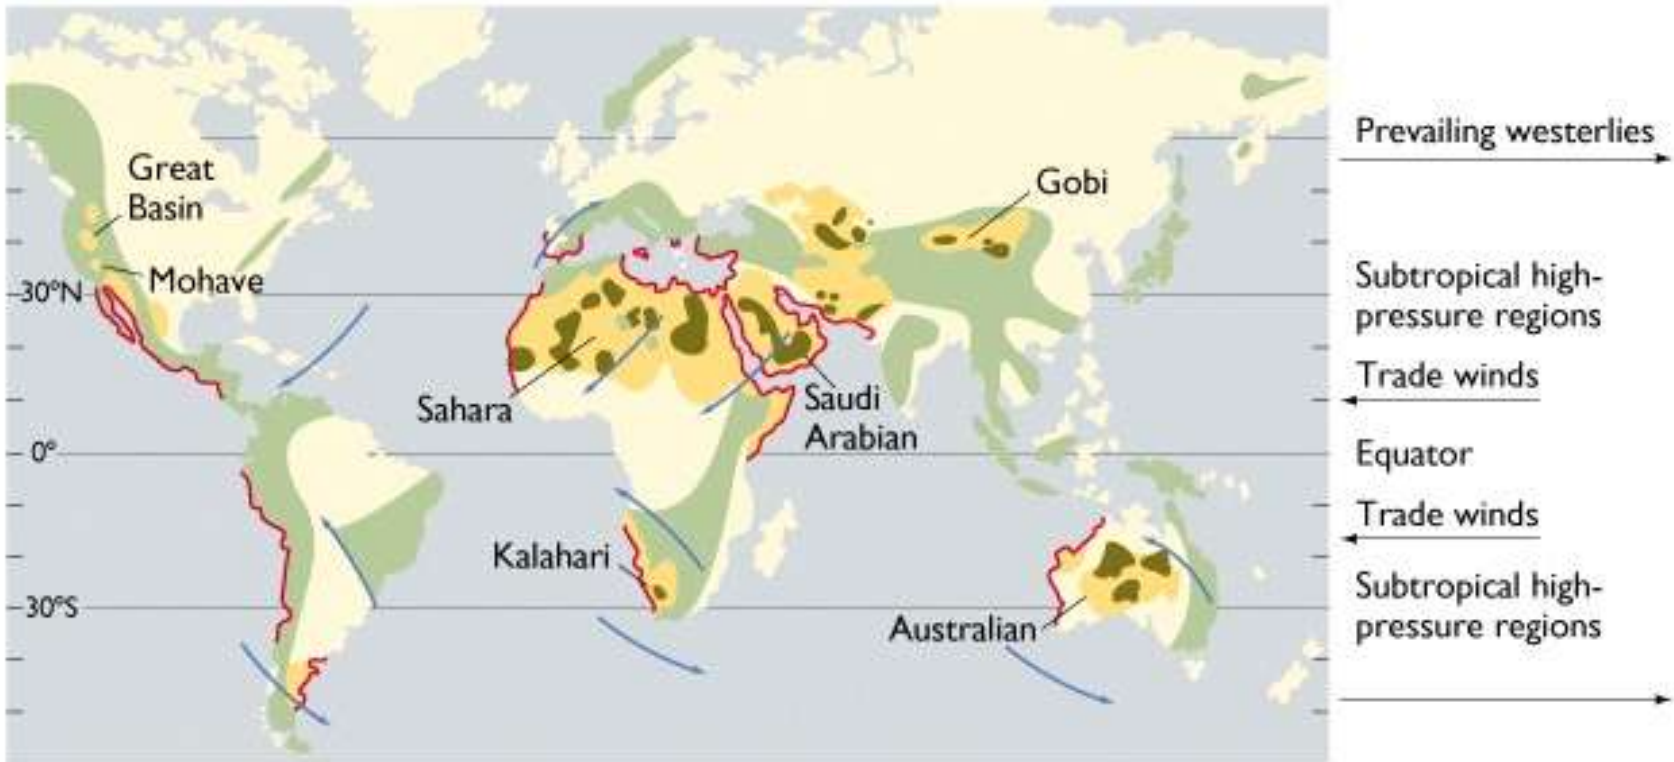 Great
Basin
Mohave
30°N
Sahara
Saudi
Arabian
Gobi
0°
Kalahari
30°S
Australian
Prevailing westerlies
Subtropical high-
pressure regions
Trade winds
Equator
Trade winds
Subtropical high-
pressure regions